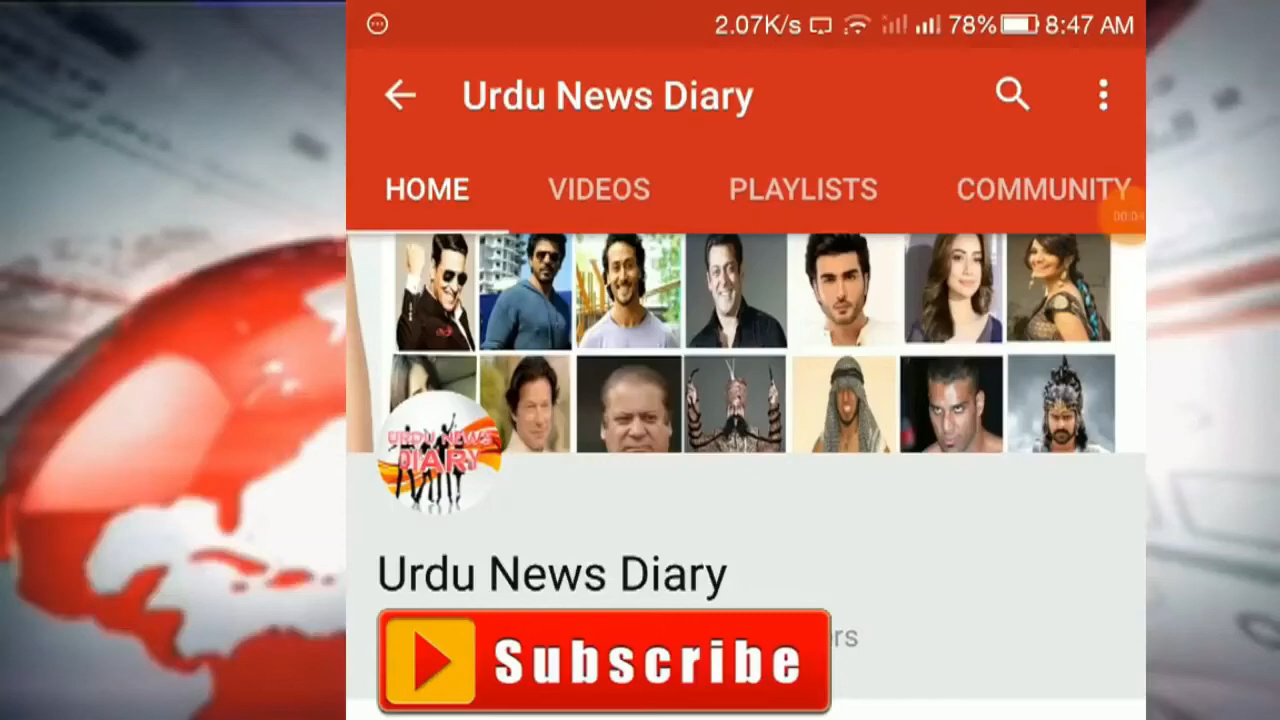 2.07K/s 78% 8:47 AM
Urdu News Diary
HOME VIDEOS PLAYLISTS COMMUNITY
URDU NEWS
DIARY
Urdu News Diary
Subscribe